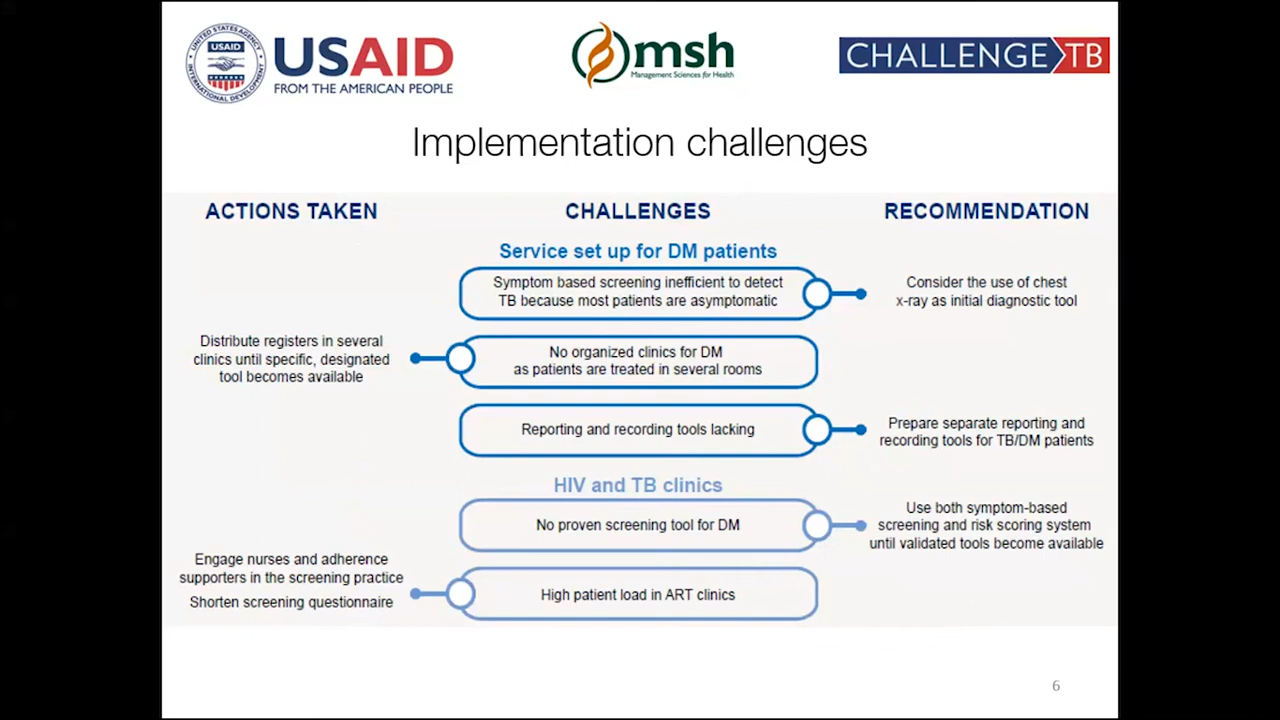 UNITED STATES AGENCY
USAID
INTERNATIONAL DEVELOPMENT
USAID
FROM THE AMERICAN PEOPLE
msh
Management Sciences for Health
CHALLENGE TB
Implementation challenges
ACTIONS TAKEN
CHALLENGES
RECOMMENDATION
Service set up for DM patients
Symptom based screening inefficient to detect
TB because most patients are asymptomatic
Consider the use of chest
x-ray as initial diagnostic tool
Distribute registers in several
clinics until specific, designated
tool becomes available
No organized clinics for DM
as patients are treated in several rooms
Reporting and recording tools lacking
Prepare separate reporting and
recording tools for TB/DM patients
HIV and TB clinics
No proven screening tool for DM
Use both symptom-based
screening and risk scoring system
until validated tools become available
Engage nurses and adherence
supporters in the screening practice
Shorten screening questionnaire
High patient load in ART clinics
6